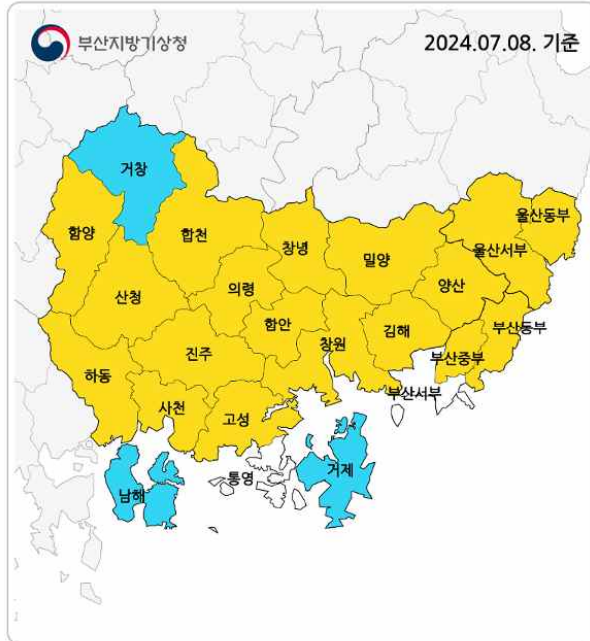 부산지방기상청
2024.07.08. 기준
거창
함양
합천
창녕
밀양
울산동부
울산서부
산청
의령
양산
함안
창원
김해
부산동부
진주
부산중부
하동
사천
고성
부산서부
남해
통영
거제